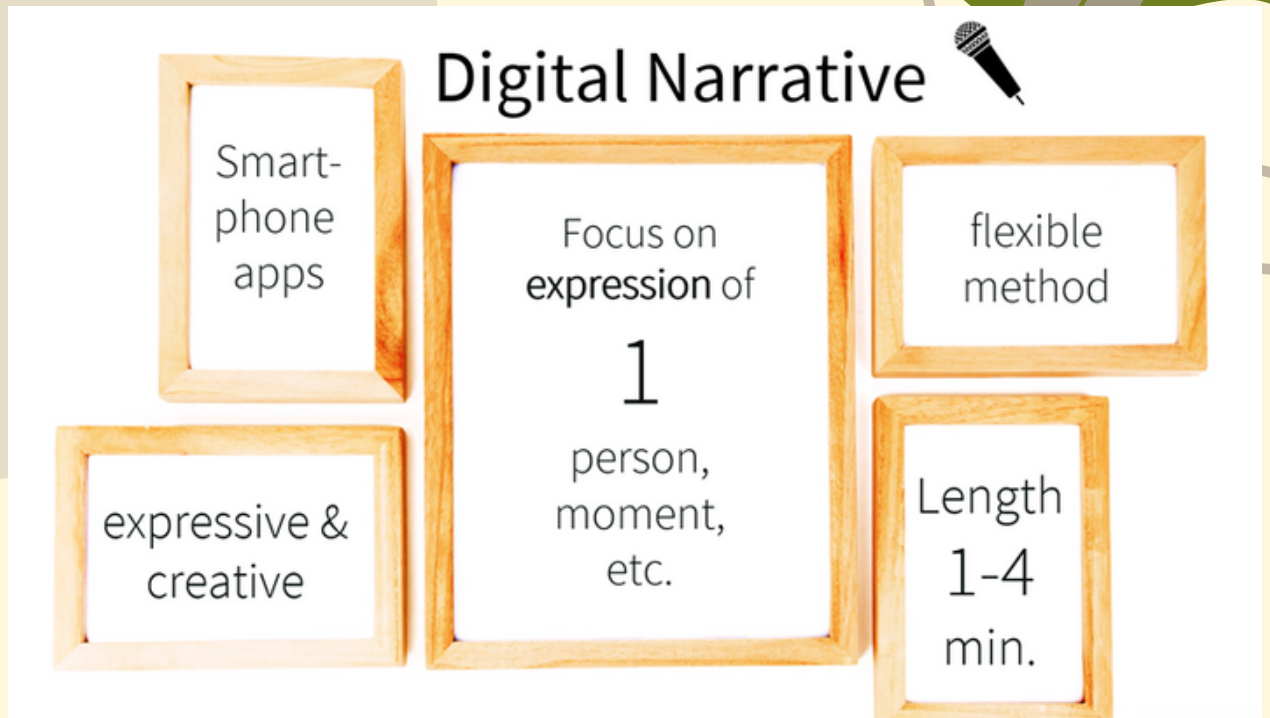 Digital Narrative
Smart-
phone
apps
Focus on
expression of
1
person,
moment,
etc.
flexible
method
expressive &
creative
Length
1-4
min.